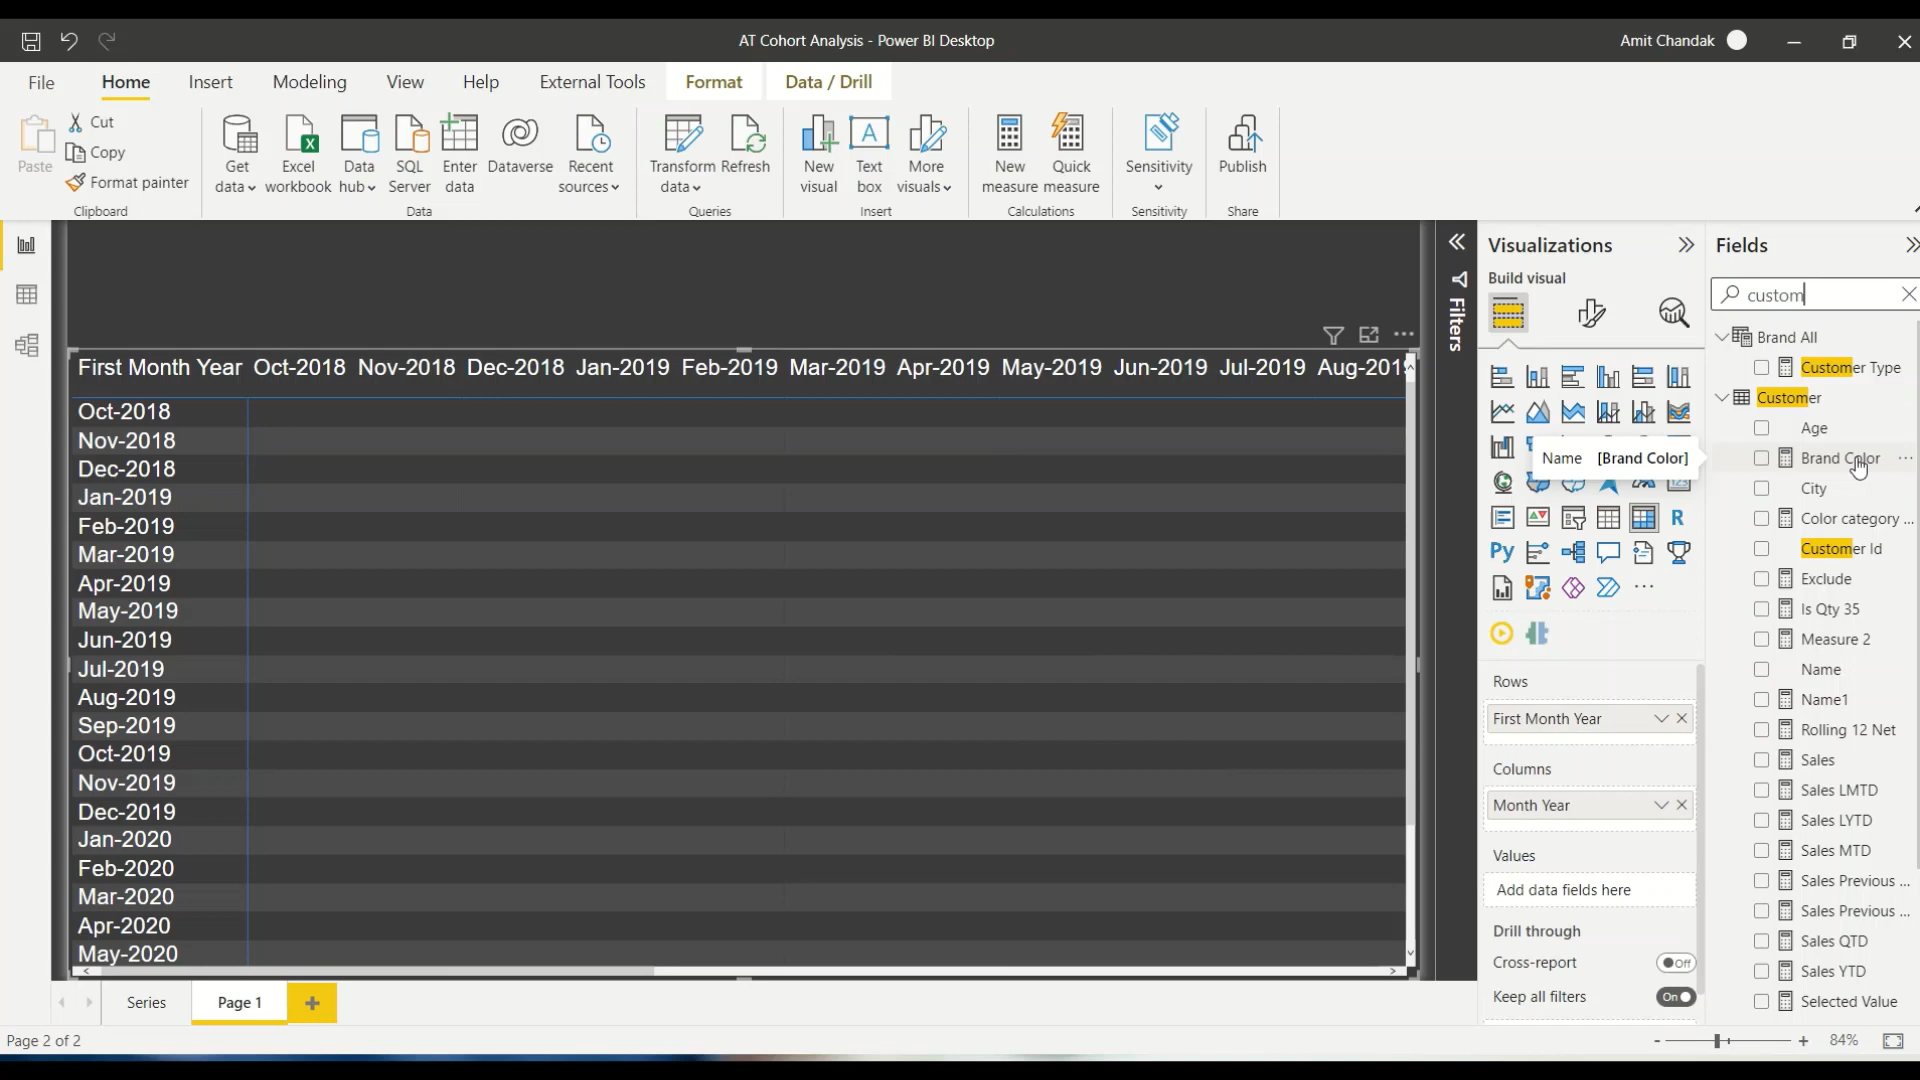 AT Cohort Analysis - Power BI Desktop
Amit Chandak
File Home Insert Modeling View Help External Tools Format Data / Drill
Paste
Cut
Copy
Format painter
Clipboard
Get data
Excel workbook
Data hub
SQL Server
Enter data
Dataverse
Recent sources
Data
Transform data
Refresh
Queries
New visual
Text box
More visuals
Insert
New measure
Quick measure
Calculations
Sensitivity
Sensitivity
Publish
Share
First Month Year Oct-2018 Nov-2018 Dec-2018 Jan-2019 Feb-2019 Mar-2019 Apr-2019 May-2019 Jun-2019 Jul-2019 Aug-2019
Oct-2018
Nov-2018
Dec-2018
Jan-2019
Feb-2019
Mar-2019
Apr-2019
May-2019
Jun-2019
Jul-2019
Aug-2019
Sep-2019
Oct-2019
Nov-2019
Dec-2019
Jan-2020
Feb-2020
Mar-2020
Apr-2020
May-2020
Filters
Visualizations
Build visual
Name [Brand Color]
R
Py
Rows
First Month Year
Columns
Month Year
Values
Add data fields here
Drill through
Cross-report
Off
Keep all filters
On
Fields
custom
Brand All
Customer Type
Customer
Age
Brand Color
City
Color category ...
Customer Id
Exclude
Is Qty 35
Measure 2
Name
Name1
Rolling 12 Net
Sales
Sales LMTD
Sales LYTD
Sales MTD
Sales Previous ...
Sales Previous ...
Sales QTD
Sales YTD
Selected Value
Series
Page 1
Page 2 of 2
84%